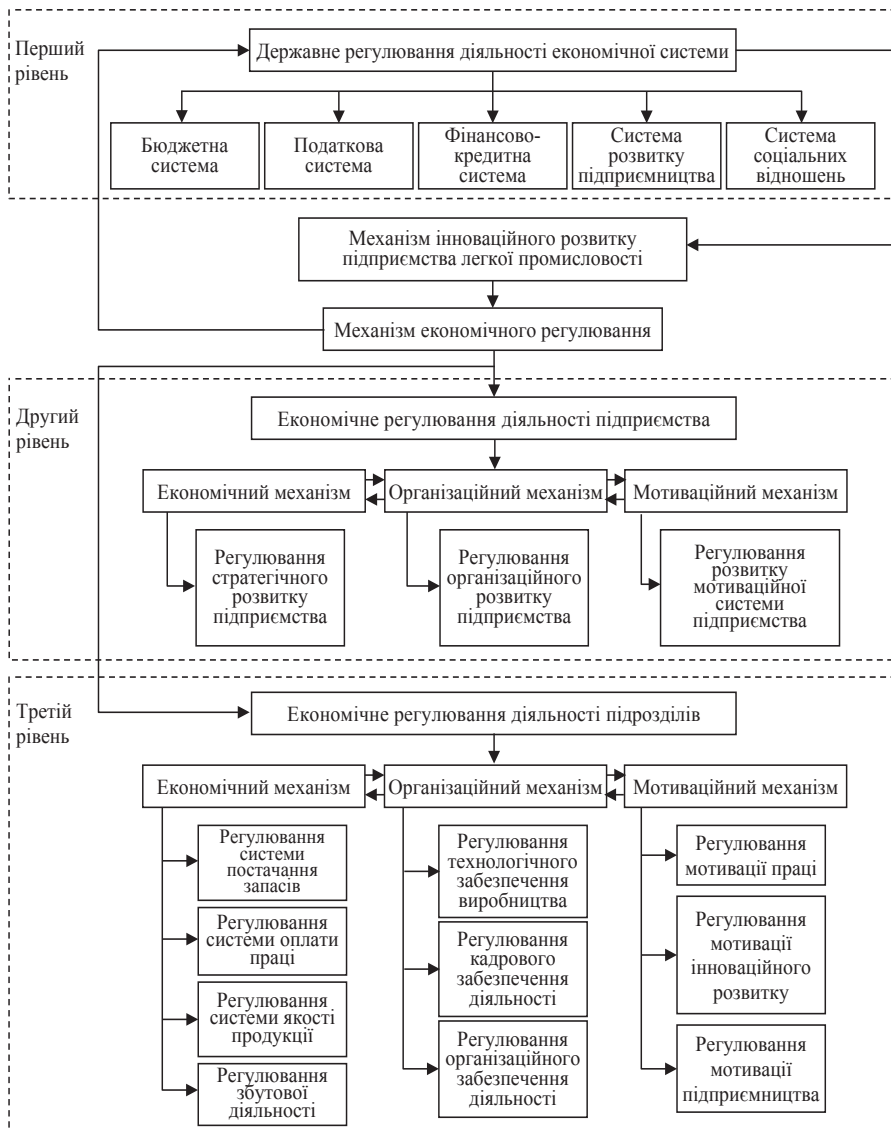 Перший
рівень
Державне регулювання діяльності економічної системи
Бюджетна
система
Податкова
система
Фінансово-
кредитна
система
Система
розвитку
підприємництва
Система
соціальних
відношень
Механізм інноваційного розвитку
підприємства легкої промисловості
Механізм економічного регулювання
Другий
рівень
Економічне регулювання діяльності підприємства
Економічний механізм
Організаційний механізм
Мотиваційний механізм
Регулювання
стратегічного
розвитку
підприємства
Регулювання
організаційного
розвитку
підприємства
Регулювання
розвитку
мотиваційної
системи
підприємства
Третій
рівень
Економічне регулювання діяльності підрозділів
Економічний механізм
Організаційний механізм
Мотиваційний механізм
Регулювання
системи
постачання
запасів
Регулювання
системи оплати
праці
Регулювання
системи якості
продукції
Регулювання
збутової
діяльності
Регулювання
технологічного
забезпечення
виробництва
Регулювання
кадрового
забезпечення
діяльності
Регулювання
організаційного
забезпечення
діяльності
Регулювання
мотивації праці
Регулювання
мотивації
інноваційного
розвитку
Регулювання
мотивації
підприємництва